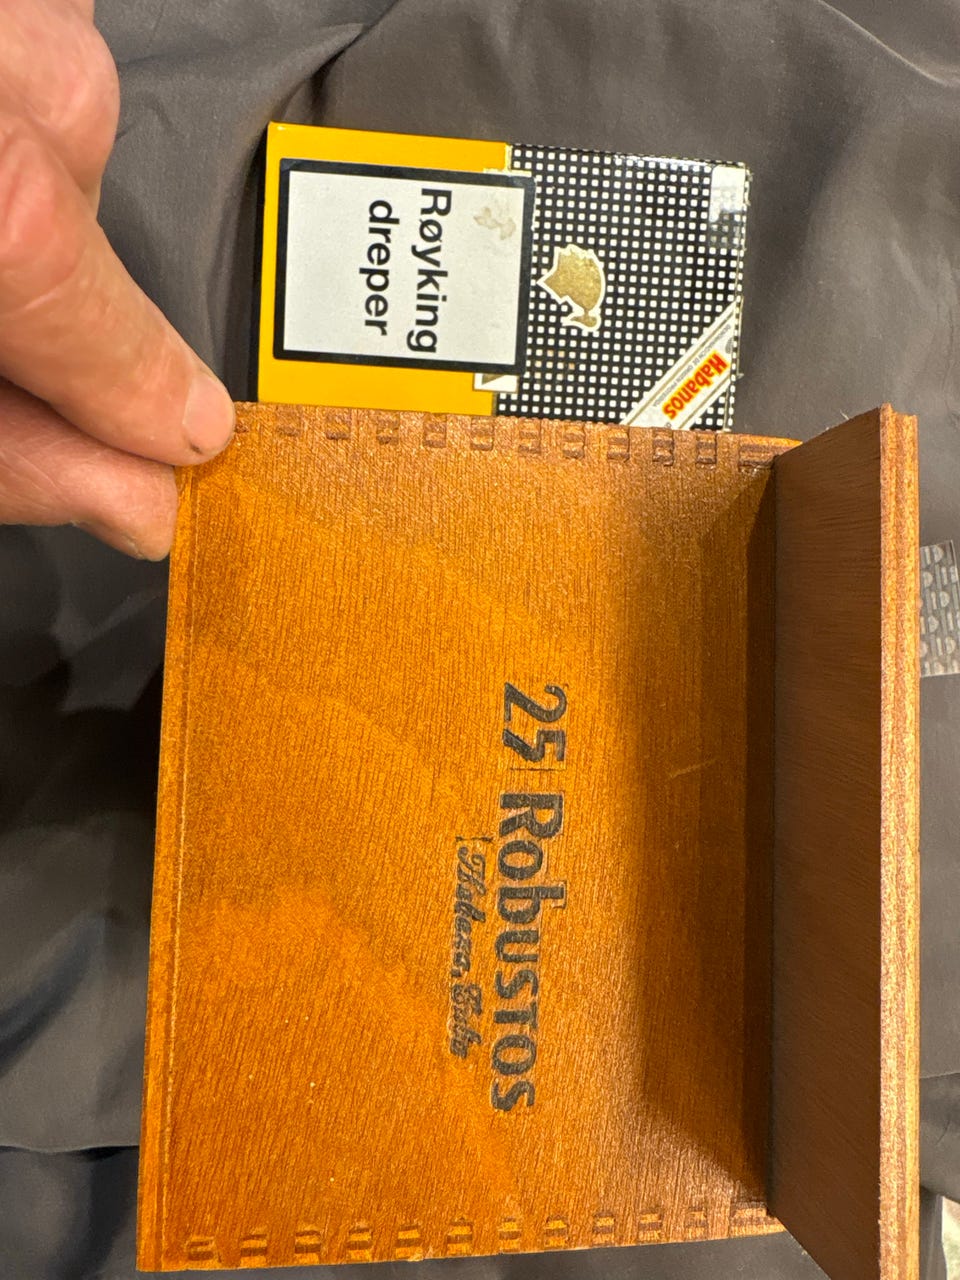 Røyking
dreper
Habanos
25 Robustos
Habana, Cuba